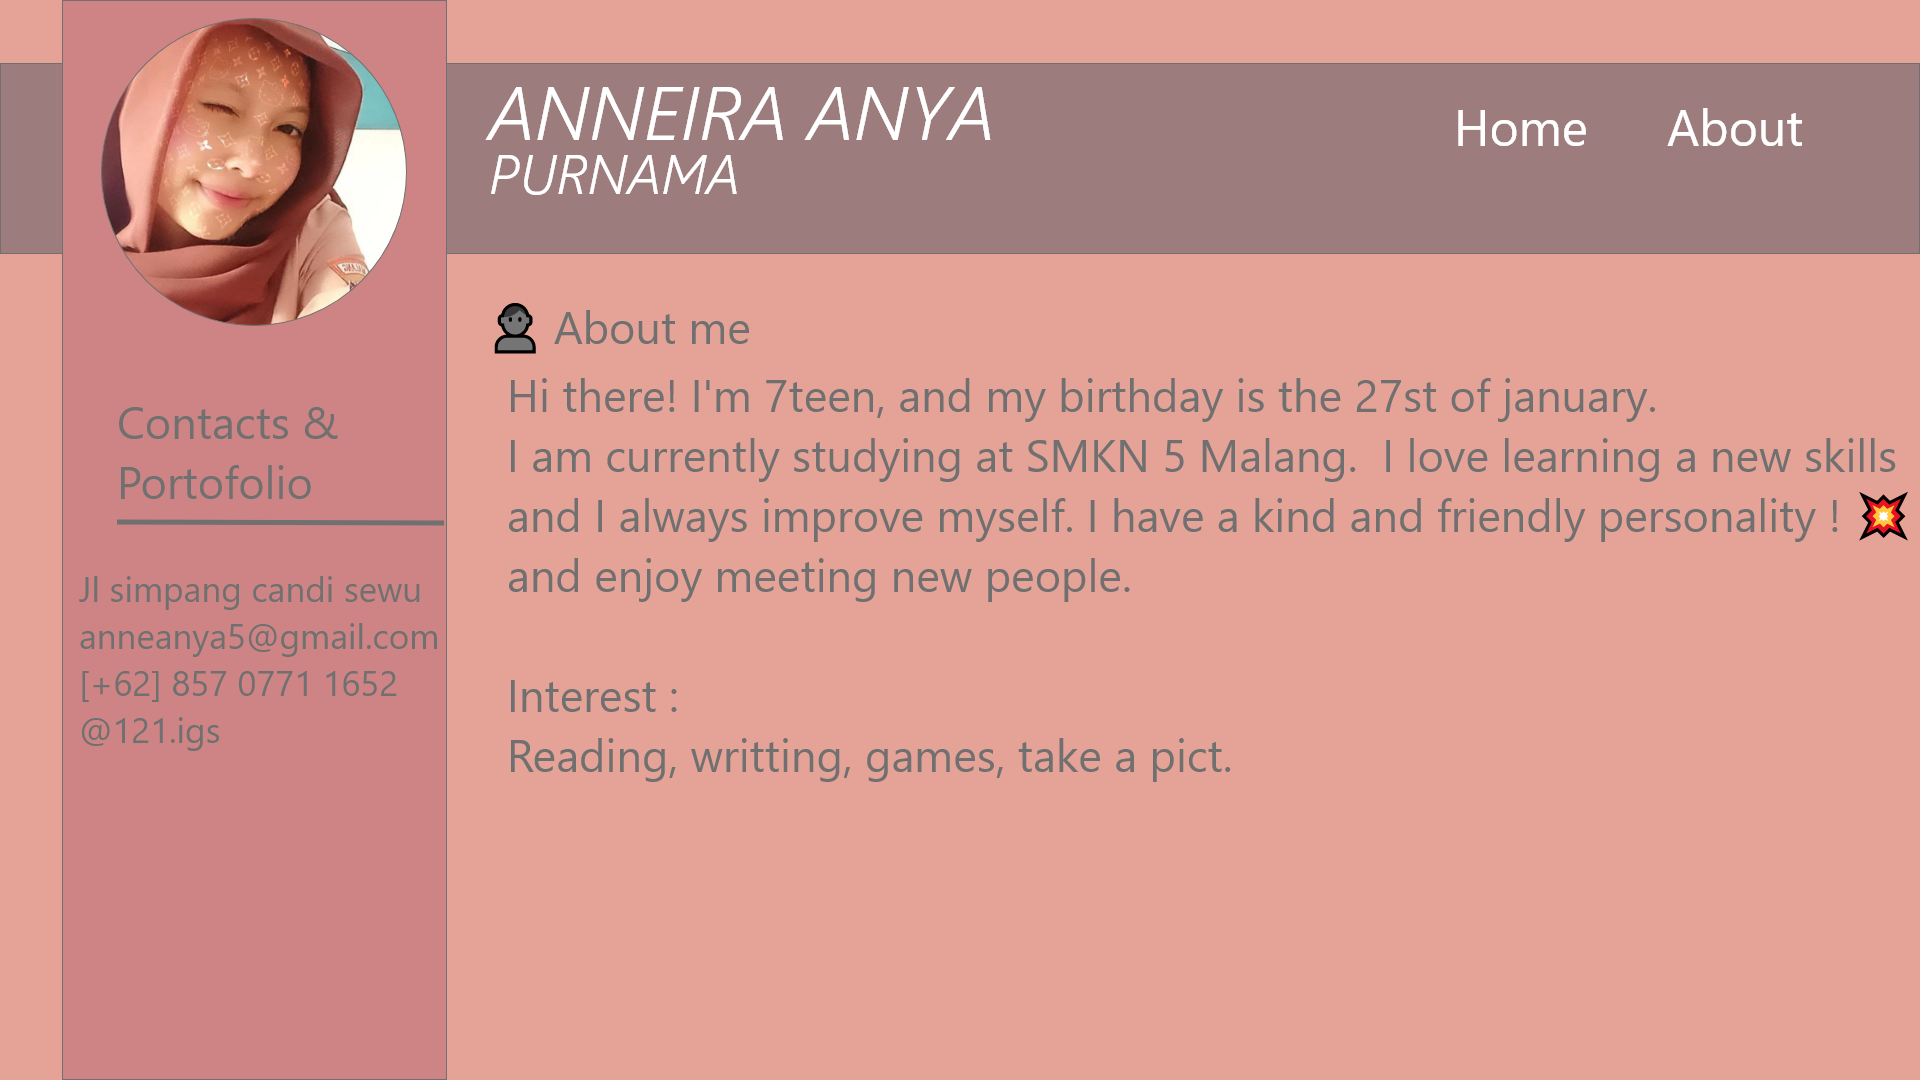 ANNEIRA ANYA
PURNAMA
Home
About
Contacts &
Portofolio
Jl simpang candi sewu
anneanya5@gmail.com
[+62] 857 0771 1652
@121.igs
About me
Hi there! I'm 7teen, and my birthday is the 27st of january.
I am currently studying at SMKN 5 Malang.  I love learning a new skills
and I always improve myself. I have a kind and friendly personality ! 💥
and enjoy meeting new people.
Interest :
Reading, writting, games, take a pict.